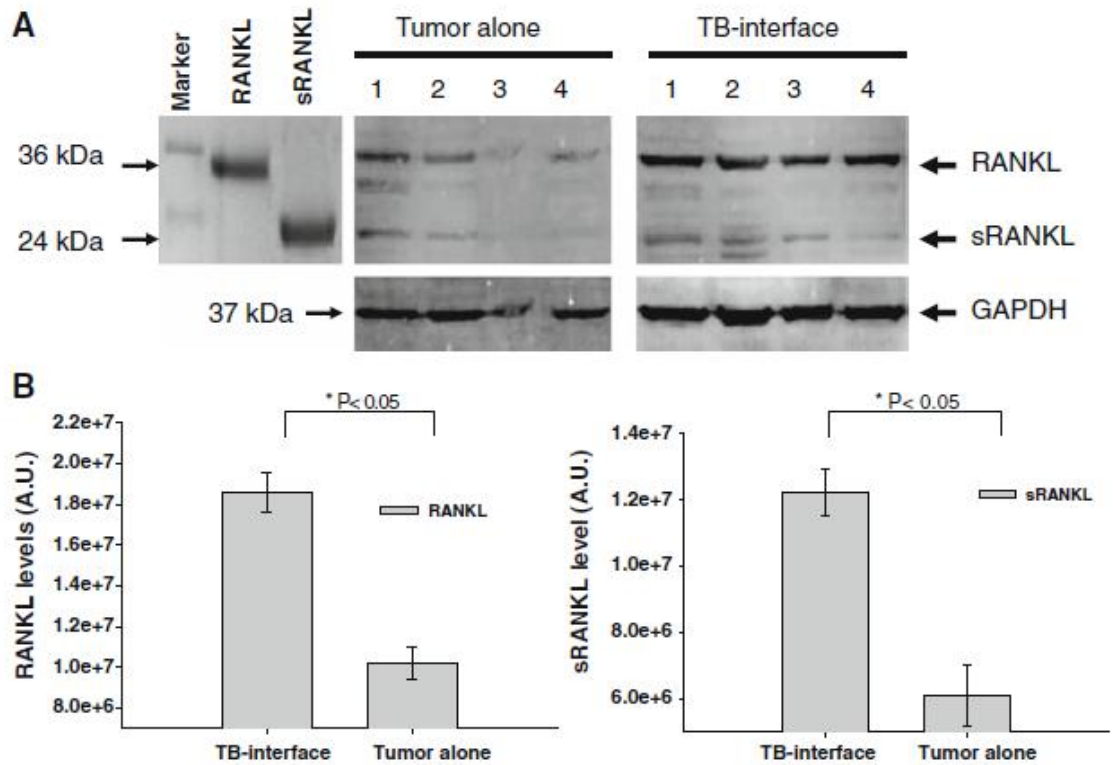 A
Marker
RANKL
sRANKL
Tumor alone
TB-interface
1 2 3 4
1 2 3 4
36 kDa
RANKL
24 kDa
sRANKL
37 kDa
GAPDH
B
* P< 0.05
RANKL levels (A.U.)
2.2e+7
2.0e+7
1.8e+7
1.6e+7
1.4e+7
1.2e+7
1.0e+7
8.0e+6
RANKL
TB-interface Tumor alone
* P< 0.05
sRANKL level (A.U.)
1.4e+7
1.2e+7
1.0e+7
8.0e+6
6.0e+6
sRANKL
TB-interface Tumor alone